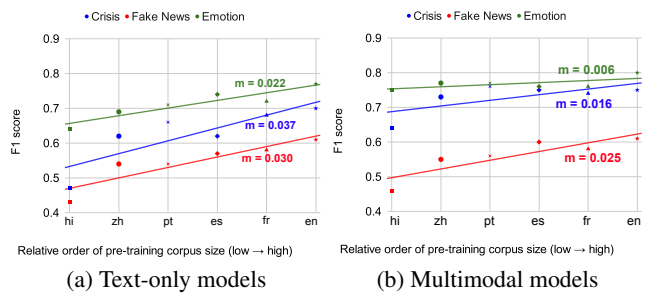 Crisis Fake News Emotion
0.9
0.8
0.7
0.6
0.5
0.4
F1 score
m = 0.022
m = 0.037
m = 0.030
hi zh pt es fr en
Relative order of pre-training corpus size (low → high)
(a) Text-only models
Crisis Fake News Emotion
0.9
0.8
0.7
0.6
0.5
0.4
F1 score
m = 0.006
m = 0.016
m = 0.025
hi zh pt es fr en
Relative order of pre-training corpus size (low → high)
(b) Multimodal models